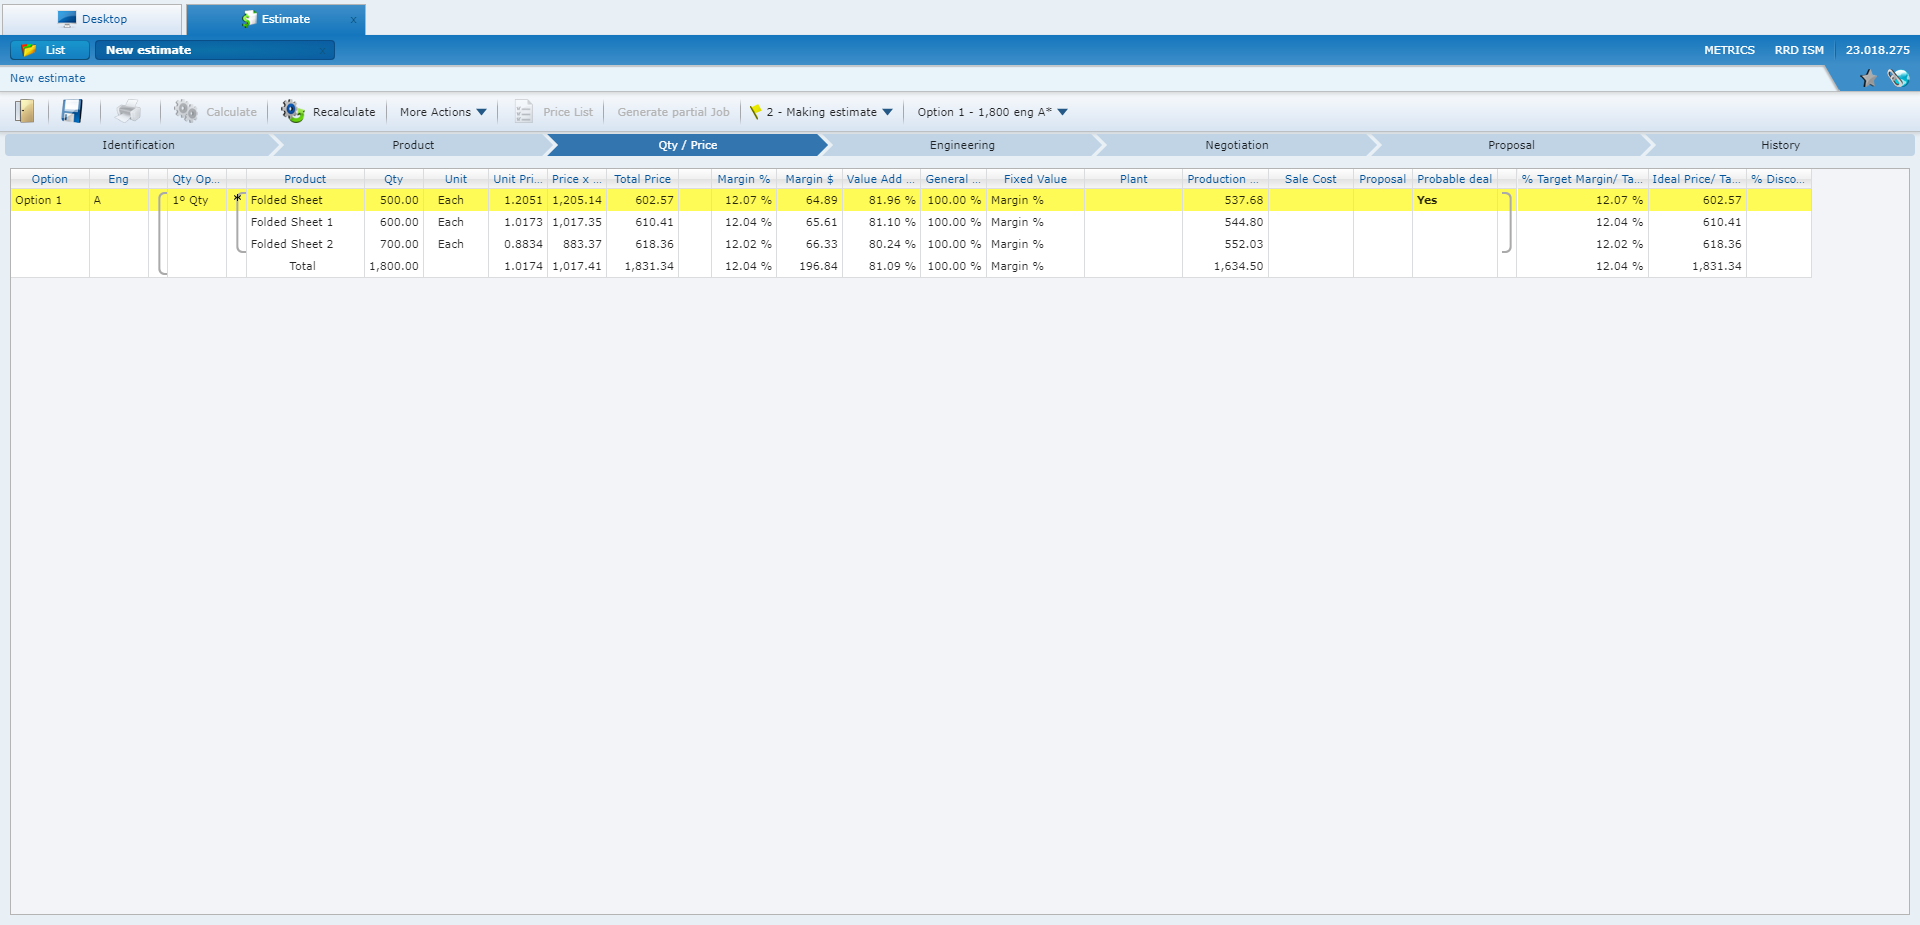 Desktop
Estimate x
List New estimate METRICS RRD ISM 23.018.275
New estimate
Calculate Recalculate More Actions Price List Generate partial Job 2 - Making estimate Option 1 - 1,800 eng A*
Identification Product Qty / Price Engineering Negotiation Proposal History
Option Eng Qty Op... Product Qty Unit Unit Pri... Price x ... Total Price Margin % Margin $ Value Add ... General ... Fixed Value Plant Production ... Sale Cost Proposal Probable deal % Target Margin/ Ta... Ideal Price/ Ta... % Disco...
Option 1 A 1º Qty * Folded Sheet 500.00 Each 1.2051 1,205.14 602.57 12.07 % 64.89 81.96 % 100.00 % Margin % 537.68 Yes 12.07 % 602.57
Folded Sheet 1 600.00 Each 1.0173 1,017.35 610.41 12.04 % 65.61 81.10 % 100.00 % Margin % 544.80 12.04 % 610.41
Folded Sheet 2 700.00 Each 0.8834 883.37 618.36 12.02 % 66.33 80.24 % 100.00 % Margin % 552.03 12.02 % 618.36
Total 1,800.00 1.0174 1,017.41 1,831.34 12.04 % 196.84 81.09 % 100.00 % Margin % 1,634.50 12.04 % 1,831.34